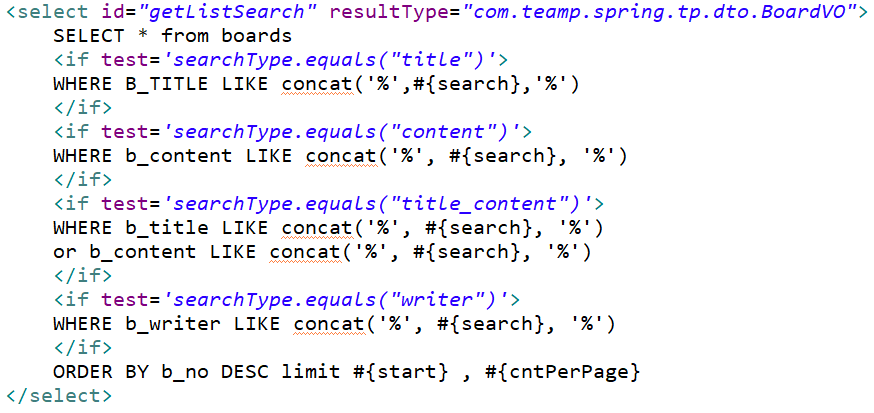 <select id="getListSearch" resultType="com.teamp.spring.tp.dto.BoardVO">
    SELECT * from boards
    <if test='searchType.equals("title")'>
    WHERE B_TITLE LIKE concat('%',#{search},'%')
    </if>
    <if test='searchType.equals("content")'>
    WHERE b_content LIKE concat('%', #{search}, '%')
    </if>
    <if test='searchType.equals("title_content")'>
    WHERE b_title LIKE concat('%', #{search}, '%')
    or b_content LIKE concat('%', #{search}, '%')
    </if>
    <if test='searchType.equals("writer")'>
    WHERE b_writer LIKE concat('%', #{search}, '%')
    </if>
    ORDER BY b_no DESC limit #{start} , #{cntPerPage}
</select>